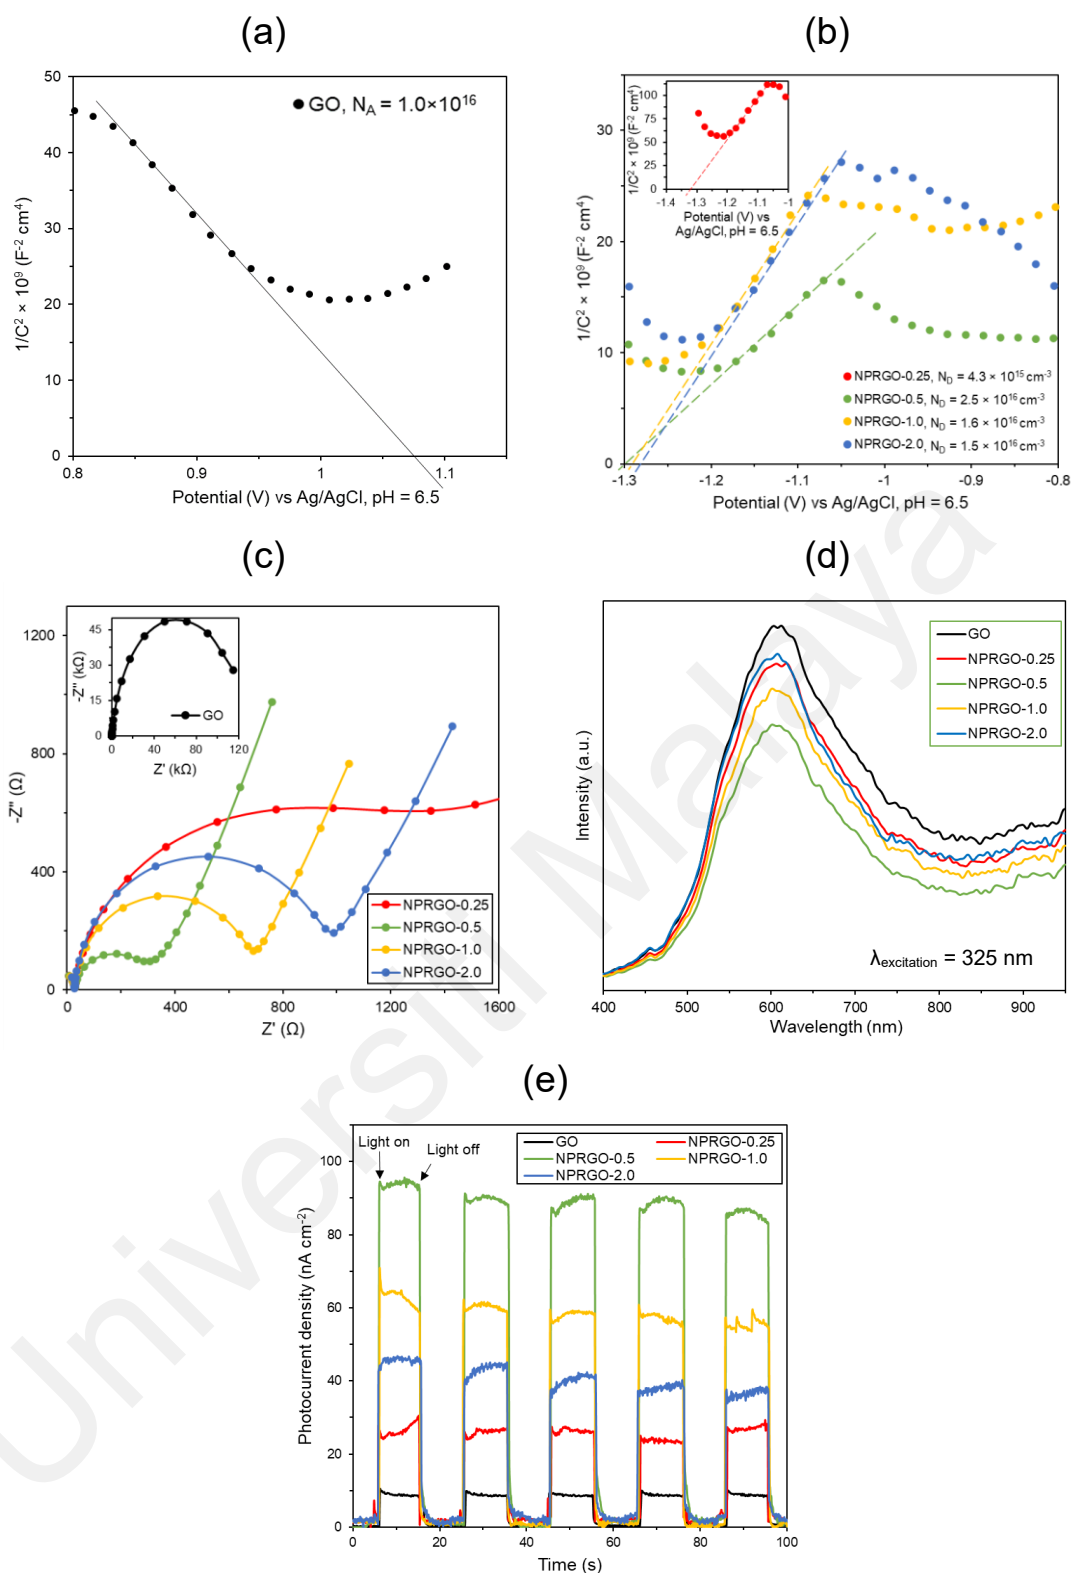 (a)
50
40
30
20
10
0
0.8
0.9
1
1.1
1/C² × 10⁹ (F⁻² cm⁴)
GO, N_A = 1.0×10¹⁶
Potential (V) vs Ag/AgCl, pH = 6.5
(b)
30
20
10
0
-1.3
-1.2
-1.1
-1
-0.9
-0.8
1/C² × 10⁹ (F⁻² cm⁴)
100
75
50
25
0
-1.4
-1.3
-1.2
-1.1
-1
1/C² × 10⁹ (F⁻² cm⁴)
Potential (V) vs
Ag/AgCl, pH = 6.5
NPRGO-0.25, N_D = 4.3 × 10¹⁵ cm⁻³
NPRGO-0.5, N_D = 2.5 × 10¹⁶ cm⁻³
NPRGO-1.0, N_D = 1.6 × 10¹⁶ cm⁻³
NPRGO-2.0, N_D = 1.5 × 10¹⁶ cm⁻³
Potential (V) vs Ag/AgCl, pH = 6.5
(c)
1200
800
400
0
0
400
800
1200
1600
-Z″ (Ω)
Z′ (Ω)
45
30
15
0
0
40
80
120
-Z″ (kΩ)
Z′ (kΩ)
GO
NPRGO-0.25
NPRGO-0.5
NPRGO-1.0
NPRGO-2.0
(d)
GO
NPRGO-0.25
NPRGO-0.5
NPRGO-1.0
NPRGO-2.0
Intensity (a.u.)
λexcitation = 325 nm
400
500
600
700
800
900
Wavelength (nm)
(e)
Light on
Light off
GO
NPRGO-0.25
NPRGO-0.5
NPRGO-1.0
NPRGO-2.0
100
80
60
40
20
0
0
20
40
60
80
100
Photocurrent density (nA cm⁻²)
Time (s)
Universiti Malaya